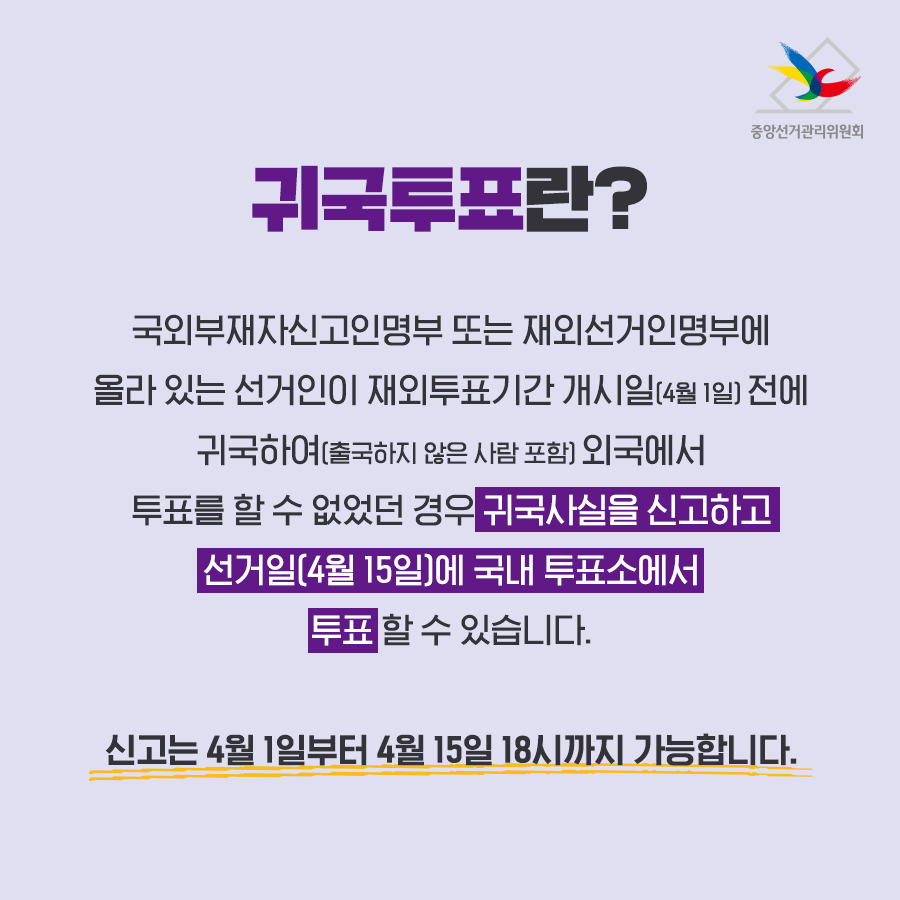 중앙선거관리위원회
귀국투표란?
국외부재자신고인명부 또는 재외선거인명부에
올라 있는 선거인이 재외투표기간 개시일(4월 1일) 전에
귀국하여(출국하지 않은 사람 포함) 외국에서
투표를 할 수 없었던 경우 귀국사실을 신고하고
선거일(4월 15일)에 국내 투표소에서
투표 할 수 있습니다.
신고는 4월 1일부터 4월 15일 18시까지 가능합니다.